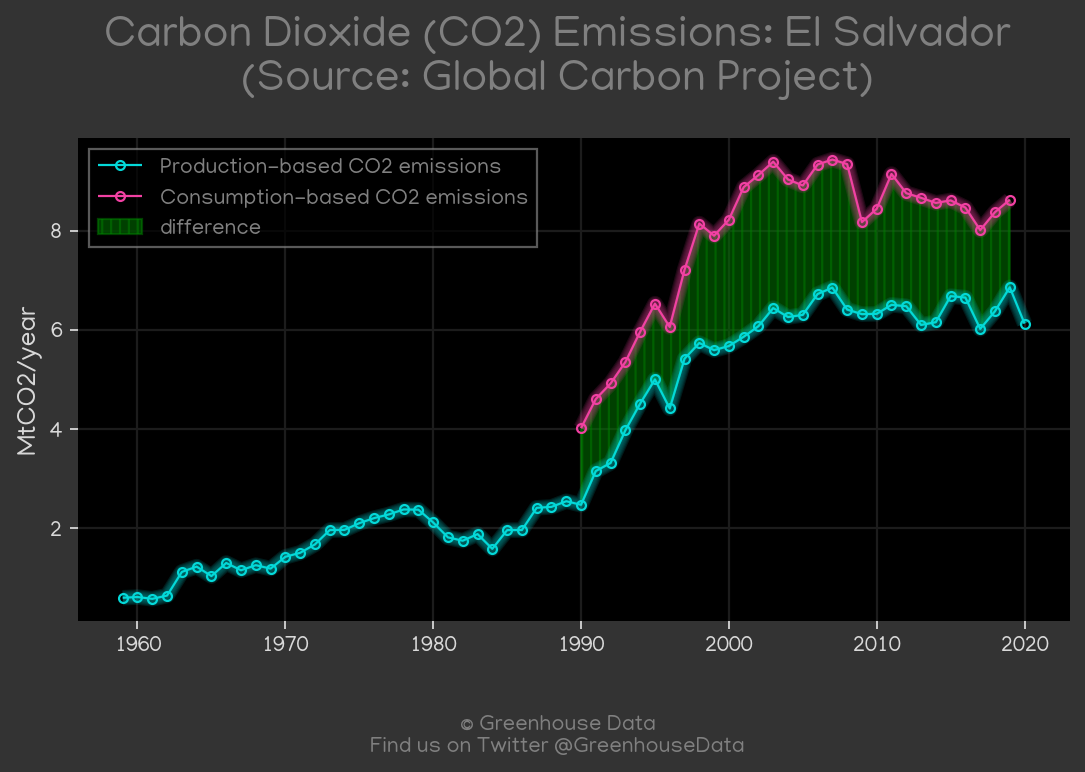 Carbon Dioxide (CO2) Emissions: El Salvador
(Source: Global Carbon Project)
Production-based CO2 emissions
Consumption-based CO2 emissions
difference
MtCO2/year
8
6
4
2
1960 1970 1980 1990 2000 2010 2020
© Greenhouse Data
Find us on Twitter @GreenhouseData